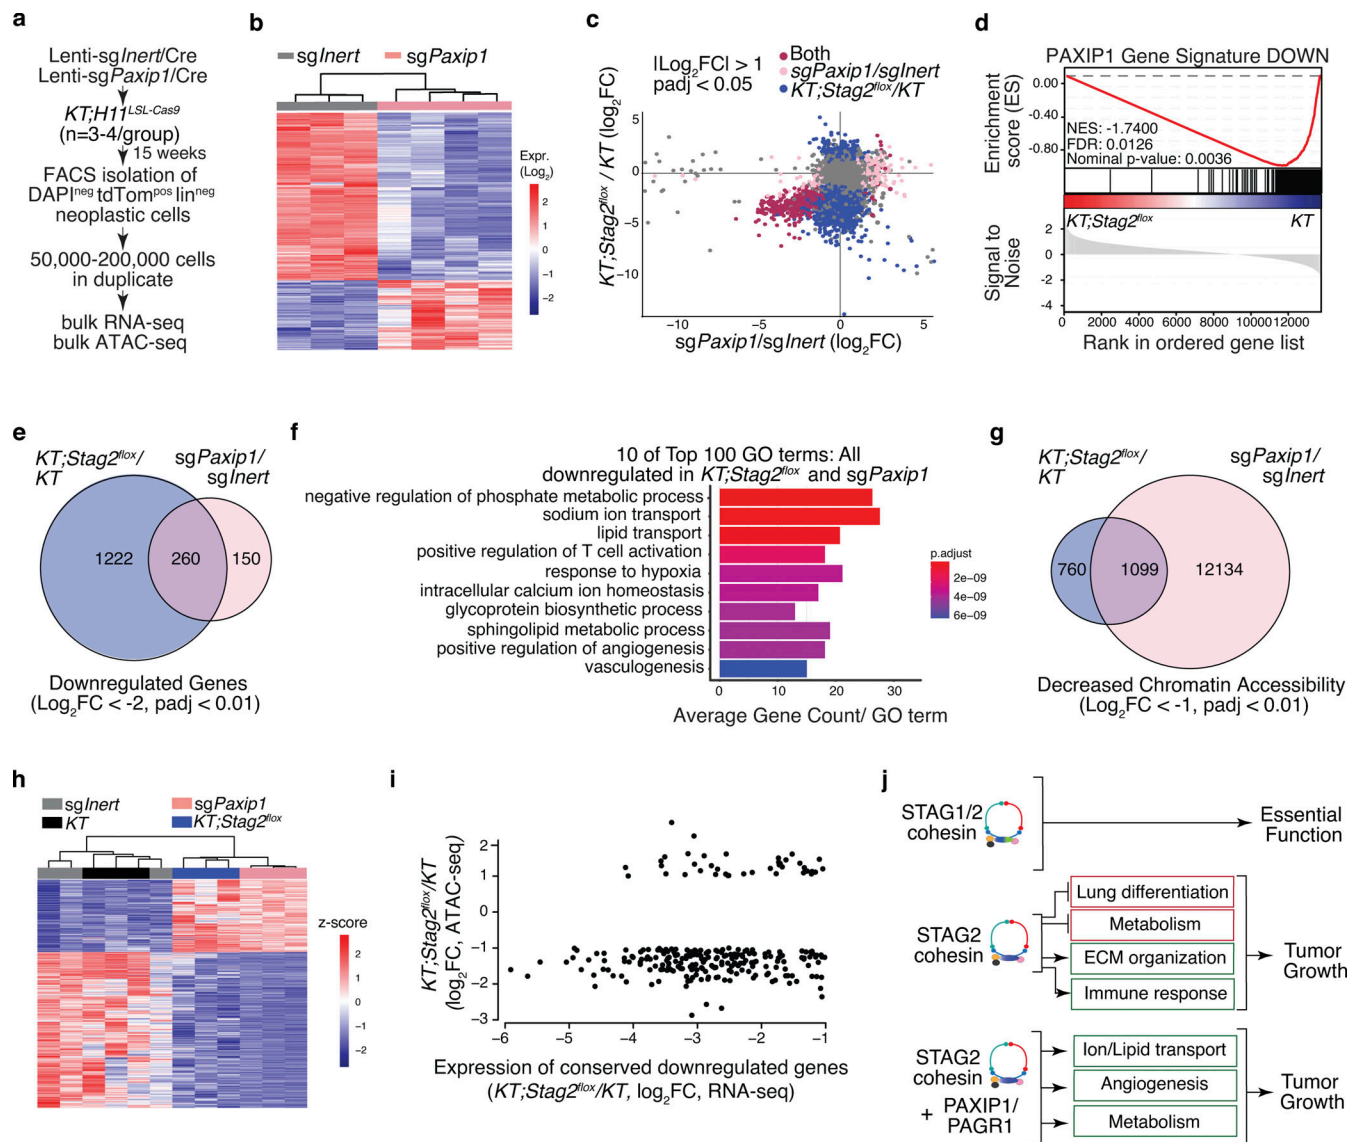 a
Lenti-sgInert/Cre
Lenti-sgPaxip1/Cre
KT;H11LSL-Cas9
(n=3-4/group)
15 weeks
FACS isolation of
DAPIneg tdTompos linneg
neoplastic cells
50,000-200,000 cells
in duplicate
bulk RNA-seq
bulk ATAC-seq
b
sgInert
sgPaxip1
Expr.
(Log2)
2
1
0
−1
−2
c
|Log2FC| > 1
padj < 0.05
Both
sgPaxip1/sgInert
KT;Stag2flox/KT
KT;Stag2flox / KT (log2FC)
5
0
−5
−10
−10
−5
0
5
sgPaxip1/sgInert (log2FC)
d
PAXIP1 Gene Signature DOWN
Enrichment
score (ES)
0.00
-0.40
-0.80
NES: -1.7400
FDR: 0.0126
Nominal p-value: 0.0036
KT;Stag2flox
KT
Signal to
Noise
2
0
-2
-4
0
2000
4000
6000
8000
10000
12000
Rank in ordered gene list
e
KT;Stag2flox/
KT
sgPaxip1/
sgInert
1222
260
150
Downregulated Genes
(Log2FC < -2, padj < 0.01)
f
10 of Top 100 GO terms: All
downregulated in KT;Stag2flox and sgPaxip1
negative regulation of phosphate metabolic process
sodium ion transport
lipid transport
positive regulation of T cell activation
response to hypoxia
intracellular calcium ion homeostasis
glycoprotein biosynthetic process
sphingolipid metabolic process
positive regulation of angiogenesis
vasculogenesis
0
10
20
30
Average Gene Count/ GO term
p.adjust
2e−09
4e−09
6e−09
g
KT;Stag2flox/
KT
sgPaxip1/
sgInert
760
1099
12134
Decreased Chromatin Accessibility
(Log2FC < -1, padj < 0.01)
h
sgInert
sgPaxip1
KT
KT;Stag2flox
z-score
2
1
0
−1
−2
i
KT;Stag2flox/KT
(log2FC, ATAC-seq)
2
1
0
−1
−2
−3
−6
−5
−4
−3
−2
−1
Expression of conserved downregulated genes
(KT;Stag2flox/KT, log2FC, RNA-seq)
j
STAG1/2
cohesin
Essential
Function
STAG2
cohesin
Lung differentiation
Metabolism
ECM organization
Immune response
Tumor
Growth
STAG2
cohesin
+ PAXIP1/
PAGR1
Ion/Lipid transport
Angiogenesis
Metabolism
Tumor
Growth